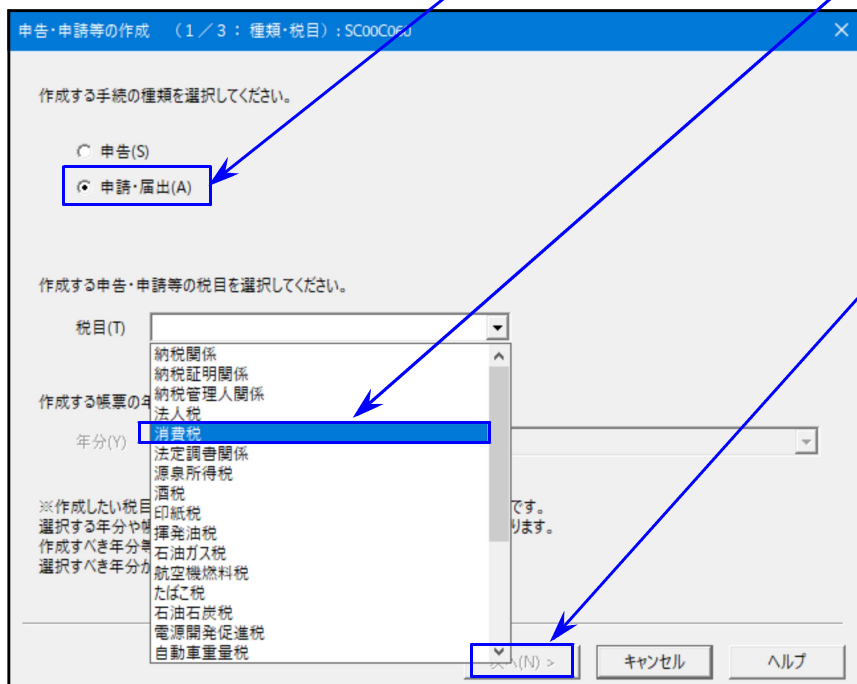 申告・申請等の作成 （１／３： 種類・税目）: SC00C060
作成する手続の種類を選択してください。
申告(S)
申請・届出(A)
作成する申告・申請等の税目を選択してください。
税目(T)
納税関係
納税証明関係
納税管理人関係
法人税
消費税
法定調書関係
源泉所得税
酒税
印紙税
揮発油税
石油ガス税
航空機燃料税
たばこ税
石油石炭税
電源開発促進税
自動車重量税
作成する帳票の
年分(Y)
※作成したい税目 です。
選択する年分や ります。
作成すべき年分
選択すべき年分が
(N) >
キャンセル
ヘルプ